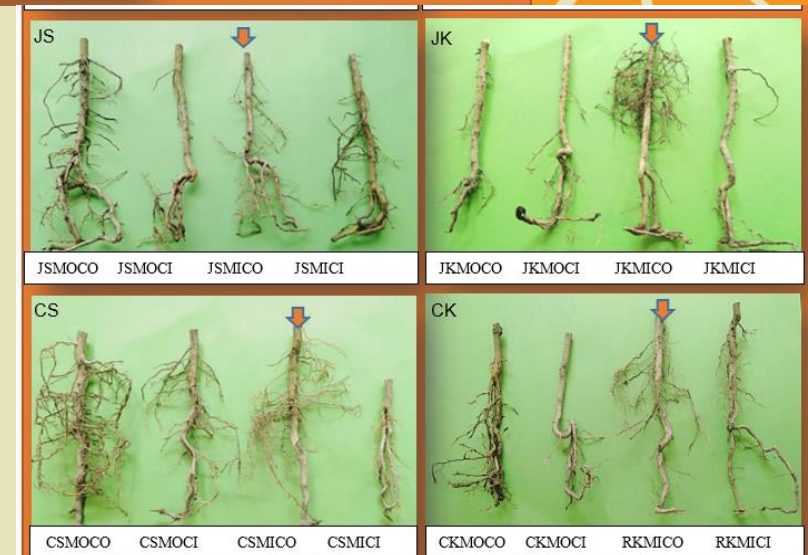 JS
JSMOCO JSMOCI JSMICO JSMICI
JK
JKMOCO JKMOCI JKMICO JKMICI
CS
CSMOCO CSMOCI CSMICO CSMICI
CK
CKMOCO CKMOCI RKMICO RKMICI